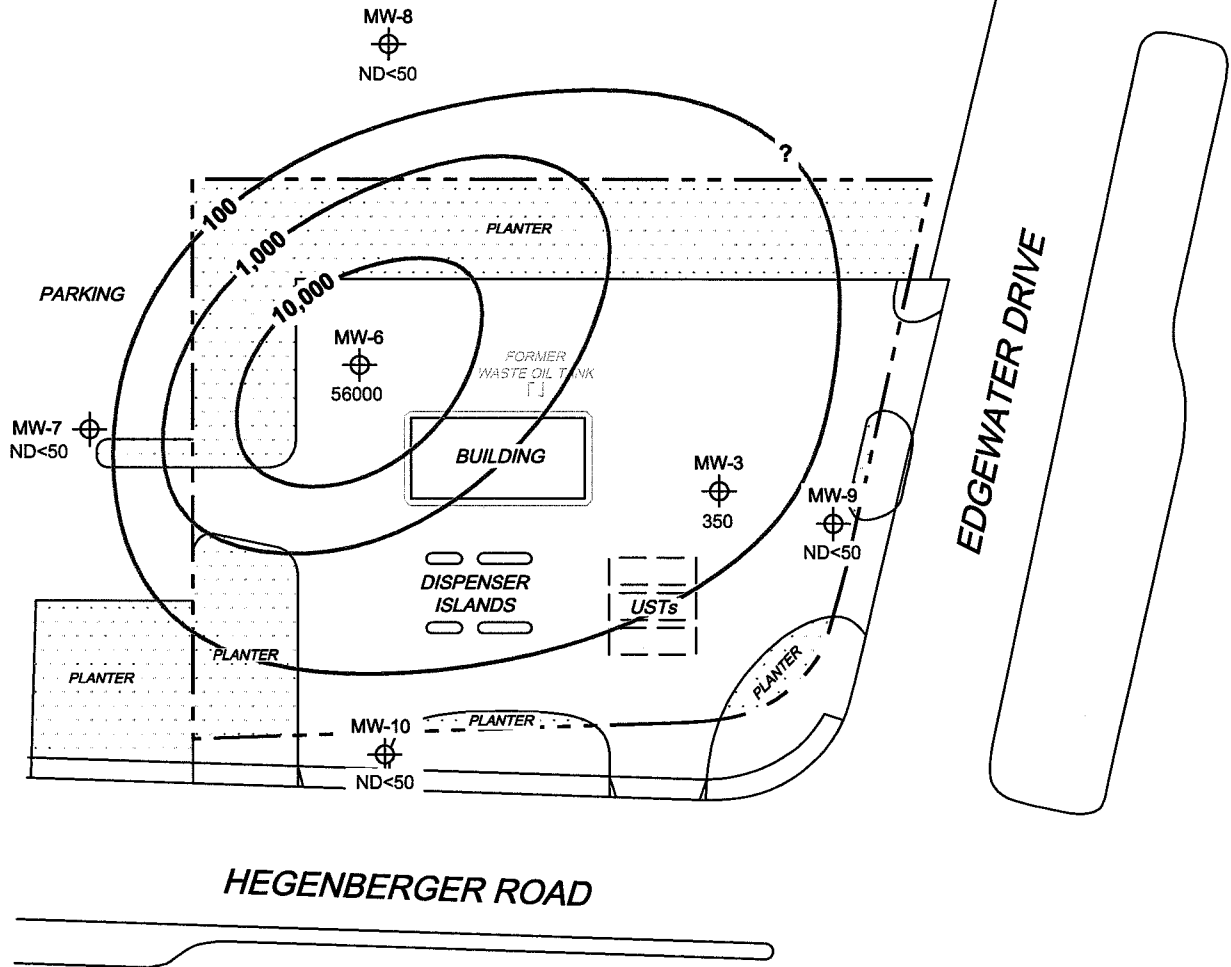 MW-8
ND<50
?
100
PLANTER
1,000
10,000
PARKING
MW-6
56000
FORMER
WASTE OIL T NK
MW-7
ND<50
BUILDING
MW-3
350
MW-9
ND<50
EDGEWATER DRIVE
DISPENSER
ISLANDS
USTs
PLANTER
PLANTER
PLANTER
MW-10
PLANTER
ND<50
HEGENBERGER ROAD